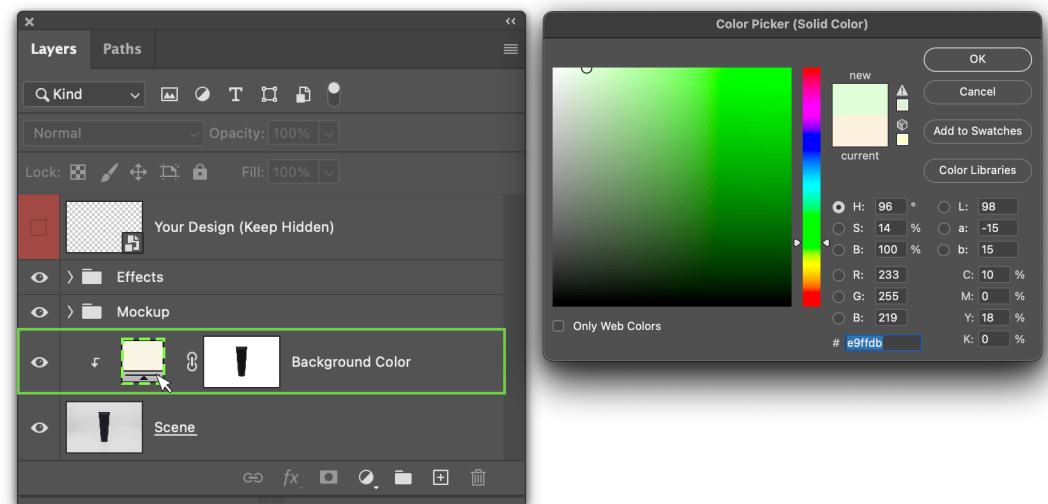 Layers Paths
Kind
Normal Opacity: 100%
Lock: Fill: 100%
Your Design (Keep Hidden)
Effects
Mockup
Background Color
Scene
fx
Color Picker (Solid Color)
new
current
OK
Cancel
Add to Swatches
Color Libraries
H: 96 ° L: 98
S: 14 % a: -15
B: 100 % b: 15
R: 233 C: 10 %
G: 255 M: 0 %
B: 219 Y: 18 %
# e9ffdb K: 0 %
Only Web Colors